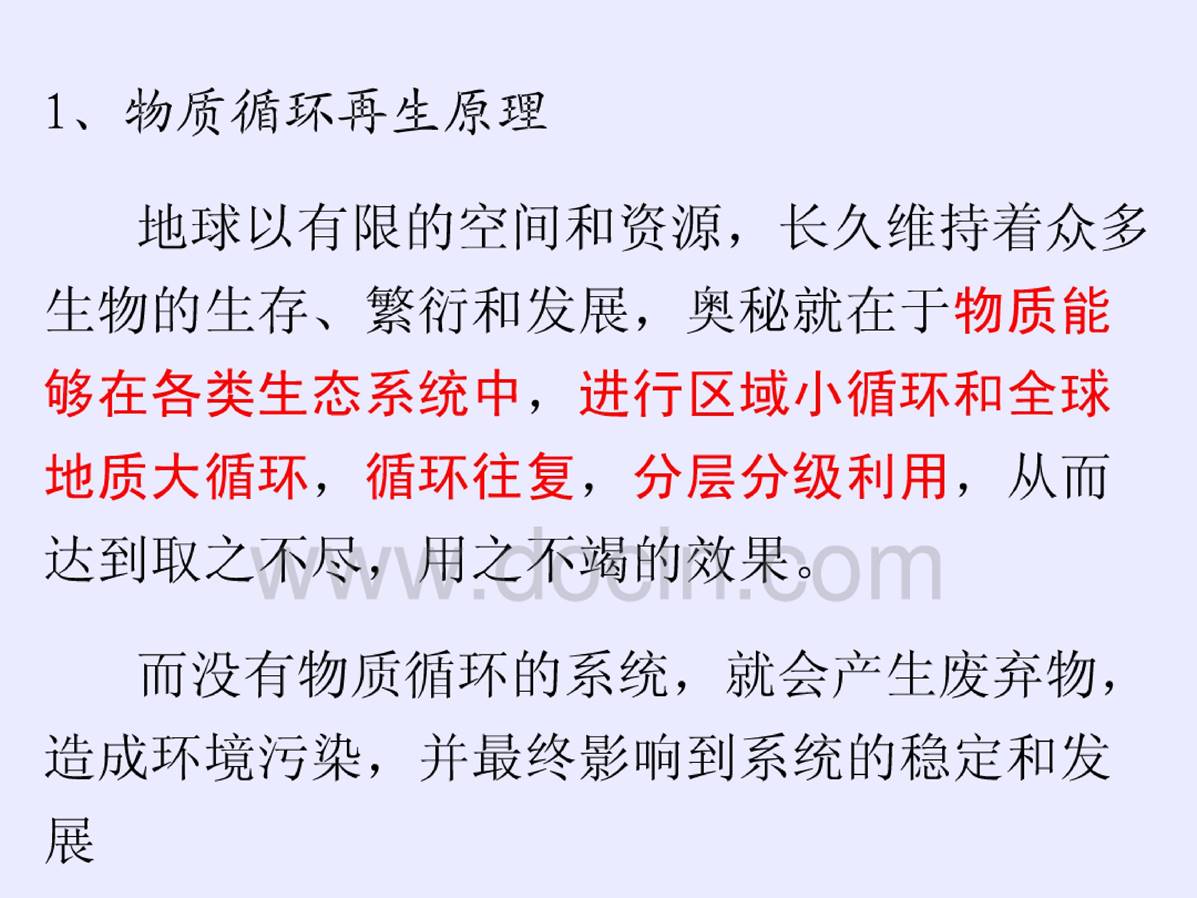 1、物质循环再生原理
地球以有限的空间和资源，长久维持着众多
生物的生存、繁衍和发展，奥秘就在于物质能
够在各类生态系统中，进行区域小循环和全球
地质大循环，循环往复，分层分级利用，从而
达到取之不尽，用之不竭的效果。
www.docin.com
而没有物质循环的系统，就会产生废弃物，
造成环境污染，并最终影响到系统的稳定和发
展